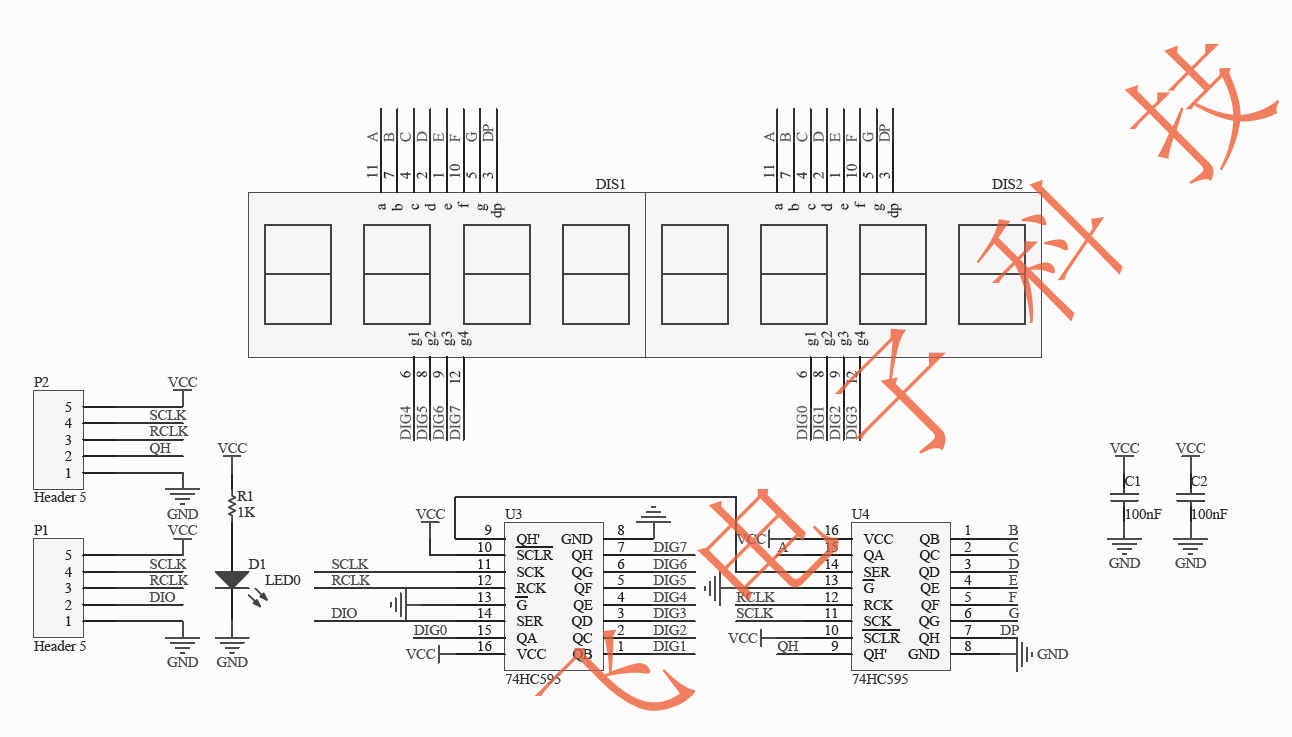 A B C D E F G DP
11 7 4 2 1 10 5 3
DIS1
a b c d e f g dp
g1 g2 g3 g4
6 8 9 12
DIG4 DIG5 DIG6 DIG7
A B C D E F G DP
11 7 4 2 1 10 5 3
DIS2
a b c d e f g dp
g1 g2 g3 g4
6 8 9 12
DIG0 DIG1 DIG2 DIG3
P2
VCC
5
4 SCLK
3 RCLK
2 QH
1
Header 5
GND
P1
VCC
5
4 SCLK
3 RCLK
2 DIO
1
Header 5
GND
VCC
R1
1K
D1
LED0
GND
VCC
U3
9 QH' GND 8
10 SCLR QH 7 DIG7
SCLK 11 SCK QG 6 DIG6
RCLK 12 RCK QF 5 DIG5
13 G QE 4 DIG4
DIO 14 SER QD 3 DIG3
DIG0 15 QA QC 2 DIG2
VCC 16 VCC QB 1 DIG1
74HC595
U4
VCC 16 VCC QB 1 B
A 15 QA QC 2 C
14 SER QD 3 D
13 G QE 4 E
RCLK 12 RCK QF 5 F
SCLK 11 SCK QG 6 G
VCC 10 SCLR QH 7 DP
QH 9 QH' GND 8 GND
74HC595
VCC
C1
100nF
GND
VCC
C2
100nF
GND
飞电子科技